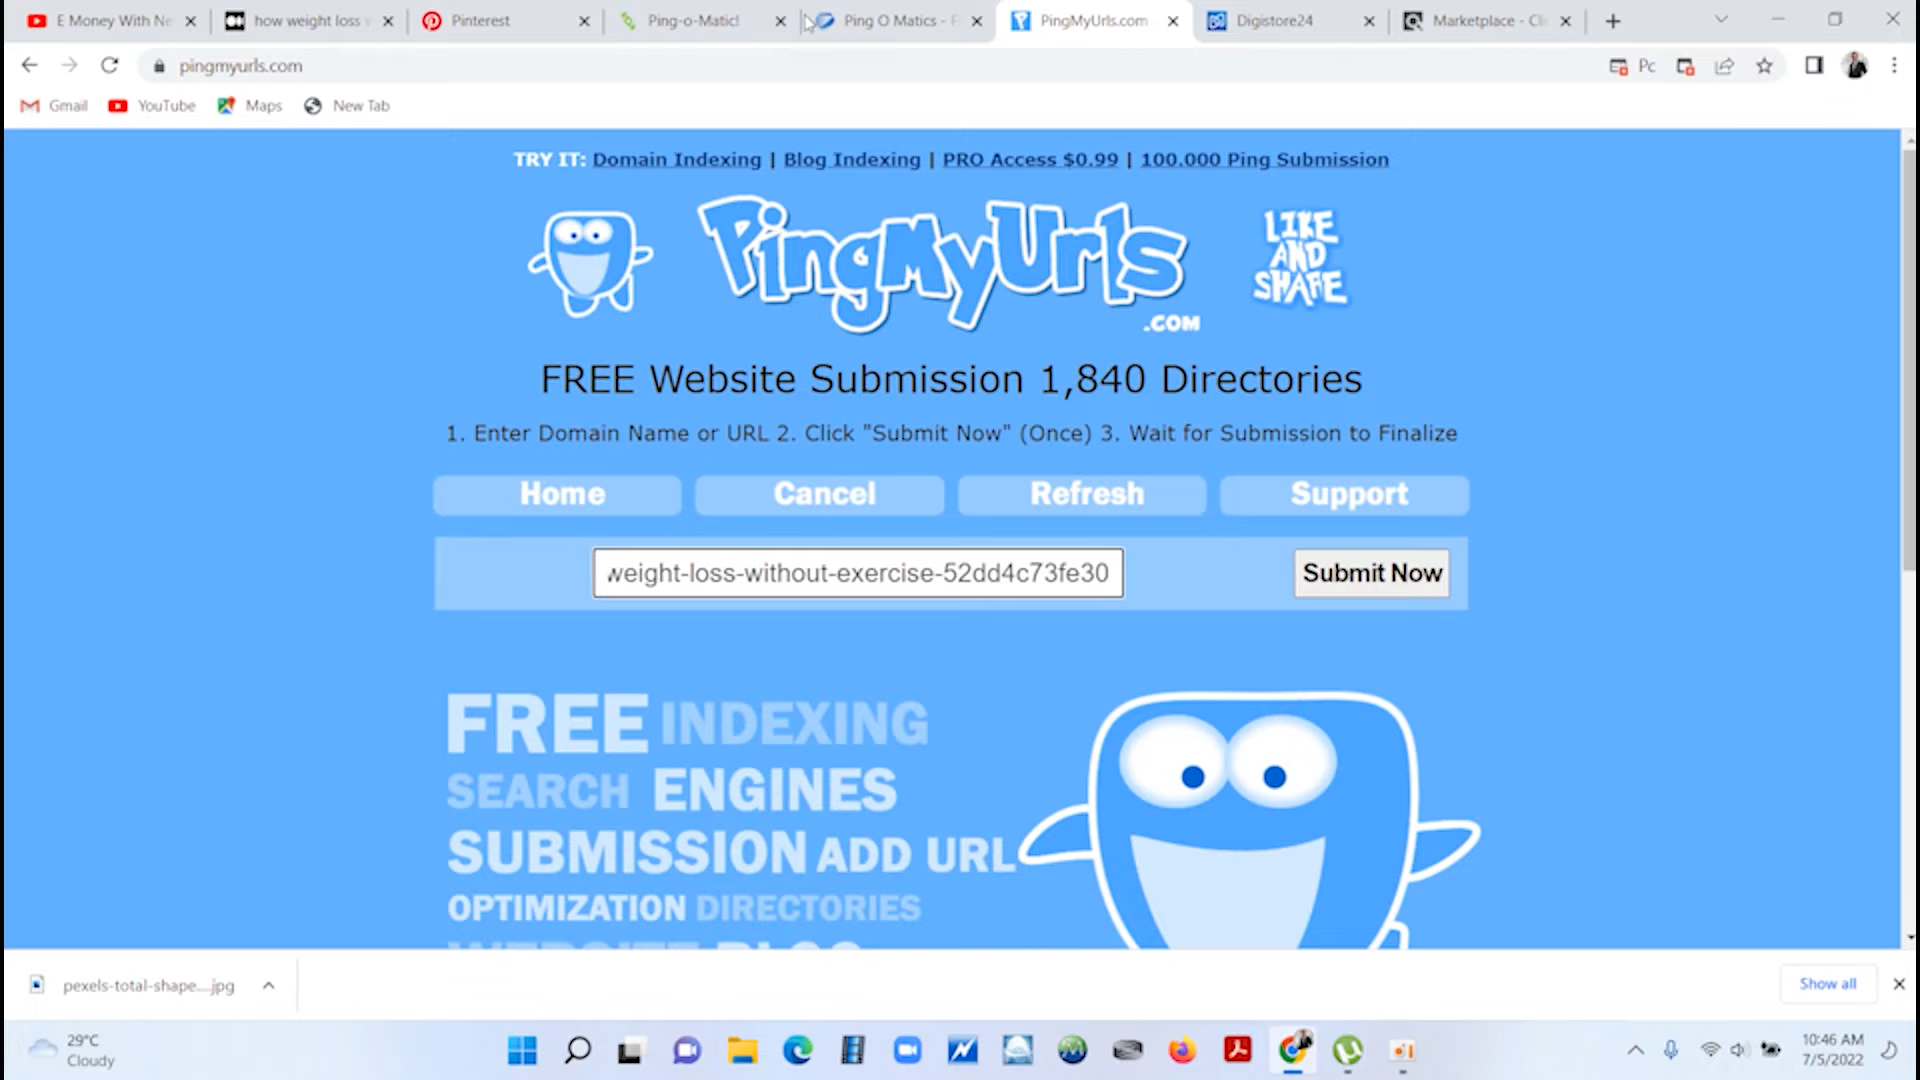 E Money With Ne
how weight loss
Pinterest
Ping-o-Matic!
Ping O Matics - F
PingMyUrls.com
Digistore24
Marketplace - Cli
pingmyurls.com
Pc
Gmail
YouTube
Maps
New Tab
TRY IT: Domain Indexing | Blog Indexing | PRO Access $0.99 | 100.000 Ping Submission
PingMyUrls
.COM
LIKE
AND
SHARE
FREE Website Submission 1,840 Directories
1. Enter Domain Name or URL 2. Click "Submit Now" (Once) 3. Wait for Submission to Finalize
Home
Cancel
Refresh
Support
weight-loss-without-exercise-52dd4c73fe30
Submit Now
FREE INDEXING
SEARCH ENGINES
SUBMISSION ADD URL
OPTIMIZATION DIRECTORIES
WEBSITE BLOG
pexels-total-shape....jpg
Show all
29°C
Cloudy
10:46 AM
7/5/2022